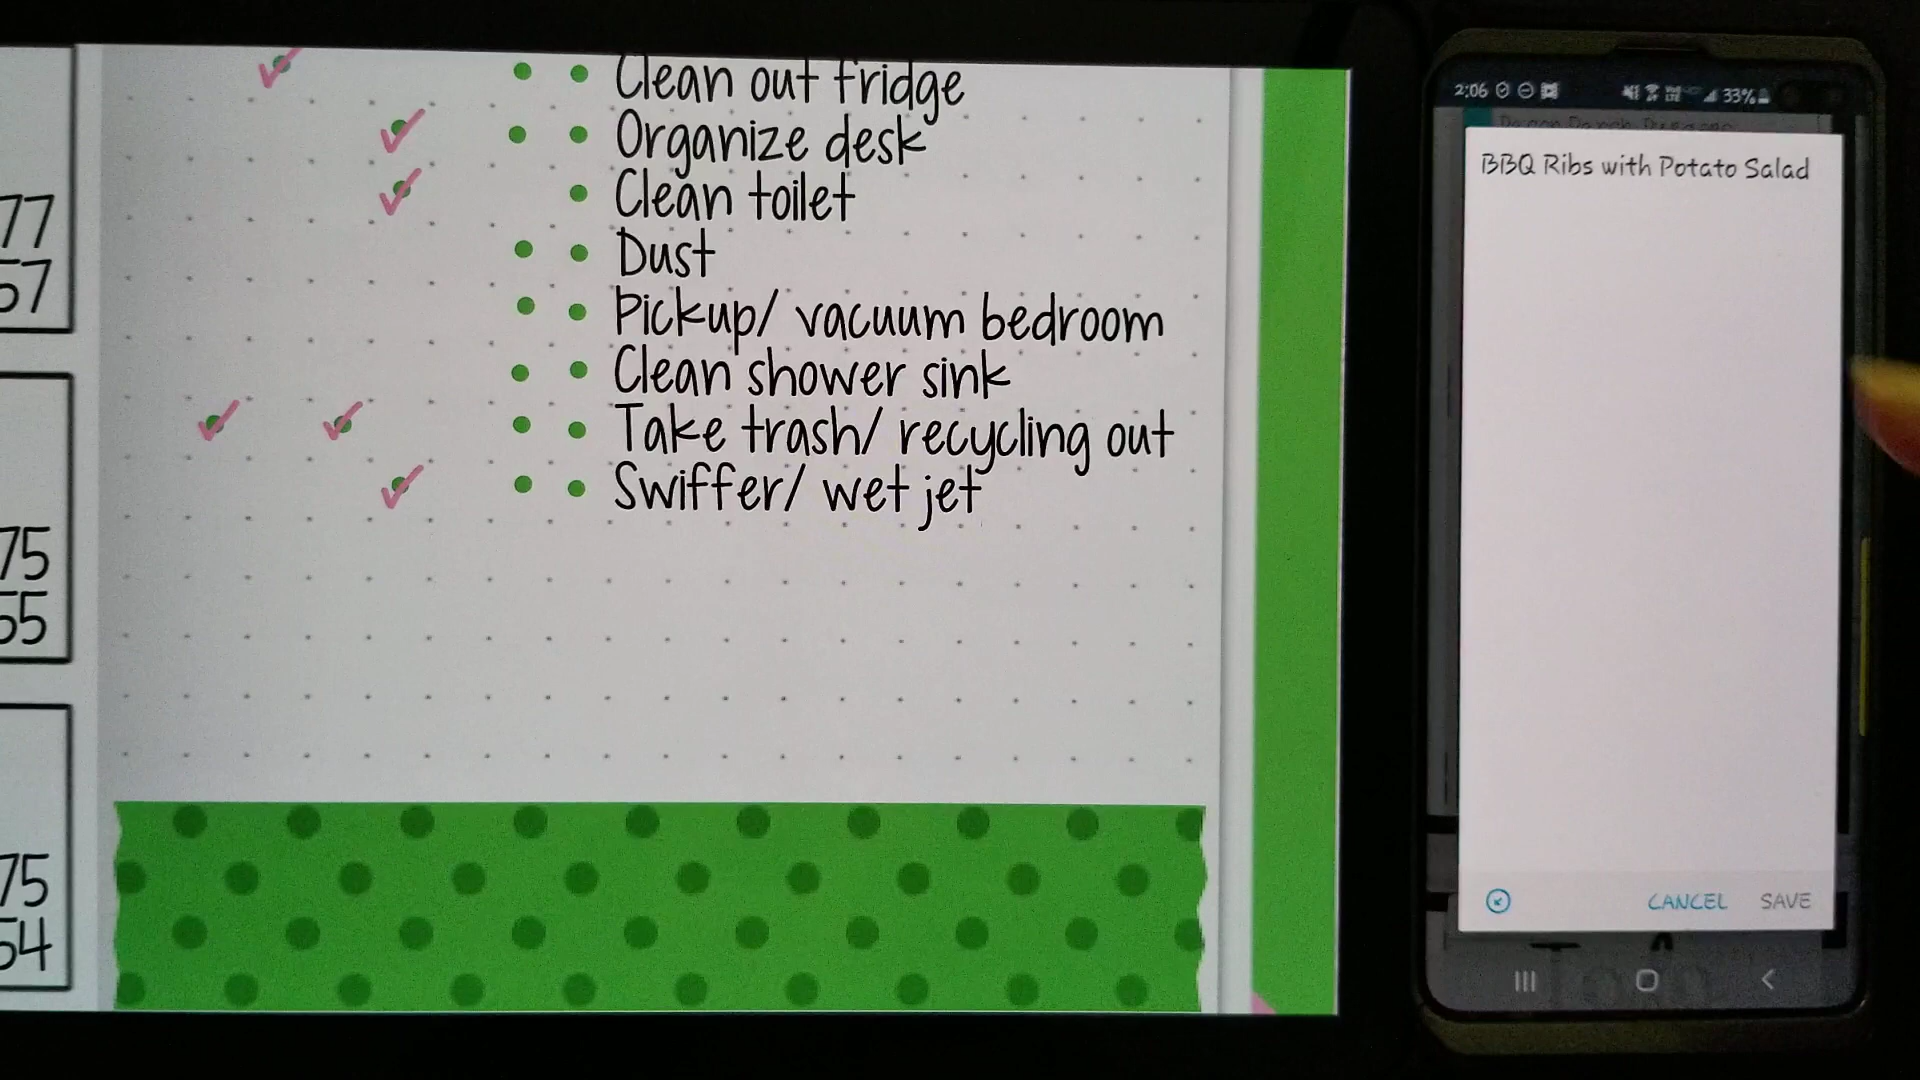 77
57
75
55
75
54
Clean out fridge
Organize desk
Clean toilet
Dust
Pickup/ vacuum bedroom
Clean shower sink
Take trash/ recycling out
Swiffer/ wet jet
2:06
33%
BBQ Ribs with Potato Salad
CANCEL SAVE